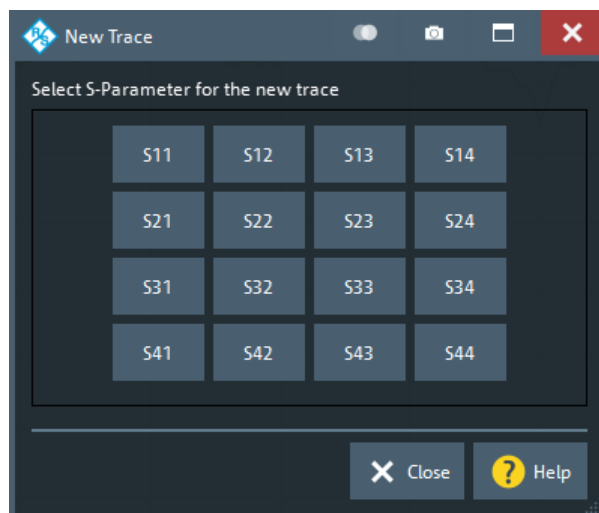 R&S New Trace
Select S-Parameter for the new trace
S11 S12 S13 S14
S21 S22 S23 S24
S31 S32 S33 S34
S41 S42 S43 S44
Close ? Help